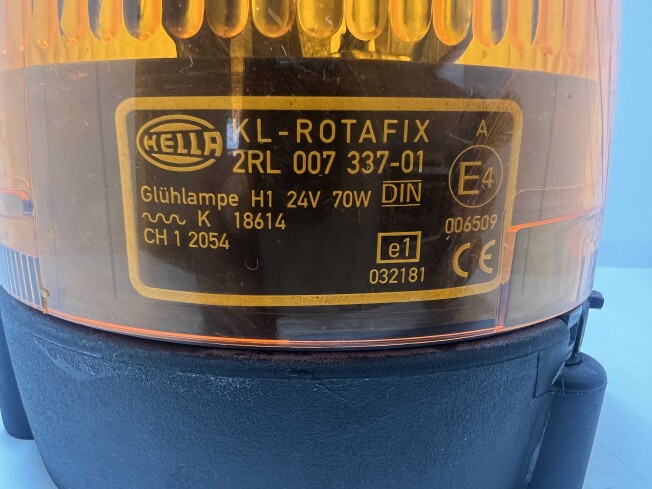 HELLA
KL-ROTAFIX
2RL 007 337-01
Glühlampe H1 24V 70W DIN
K 18614
CH 1 2054
A
E4
006509
e1
032181
CE